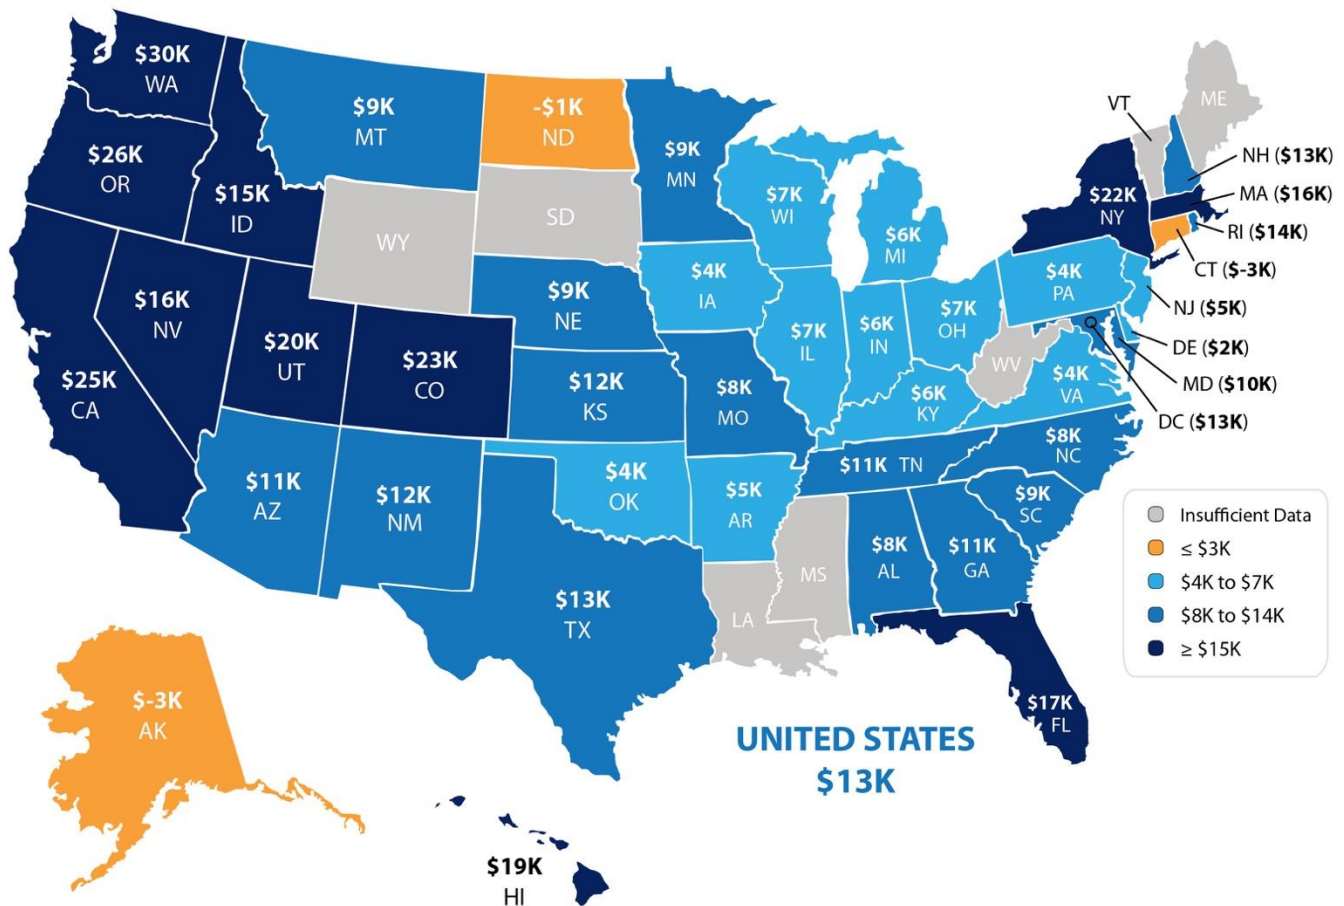 $30K
WA
$26K
OR
$15K
ID
$9K
MT
-$1K
ND
$9K
MN
WY
SD
$7K
WI
$6K
MI
VT
ME
NH ($13K)
MA ($16K)
RI ($14K)
CT ($-3K)
NJ ($5K)
DE ($2K)
MD ($10K)
DC ($13K)
$22K
NY
$4K
PA
$4K
IA
$9K
NE
$16K
NV
$20K
UT
$23K
CO
$25K
CA
$12K
KS
$8K
MO
$7K
IL
$6K
IN
$7K
OH
WV
$4K
VA
$6K
KY
$11K TN
$8K
NC
$9K
SC
$11K
AZ
$12K
NM
$4K
OK
$5K
AR
MS
$8K
AL
$11K
GA
LA
$13K
TX
$17K
FL
Insufficient Data
≤ $3K
$4K to $7K
$8K to $14K
≥ $15K
$-3K
AK
$19K
HI
UNITED STATES
$13K